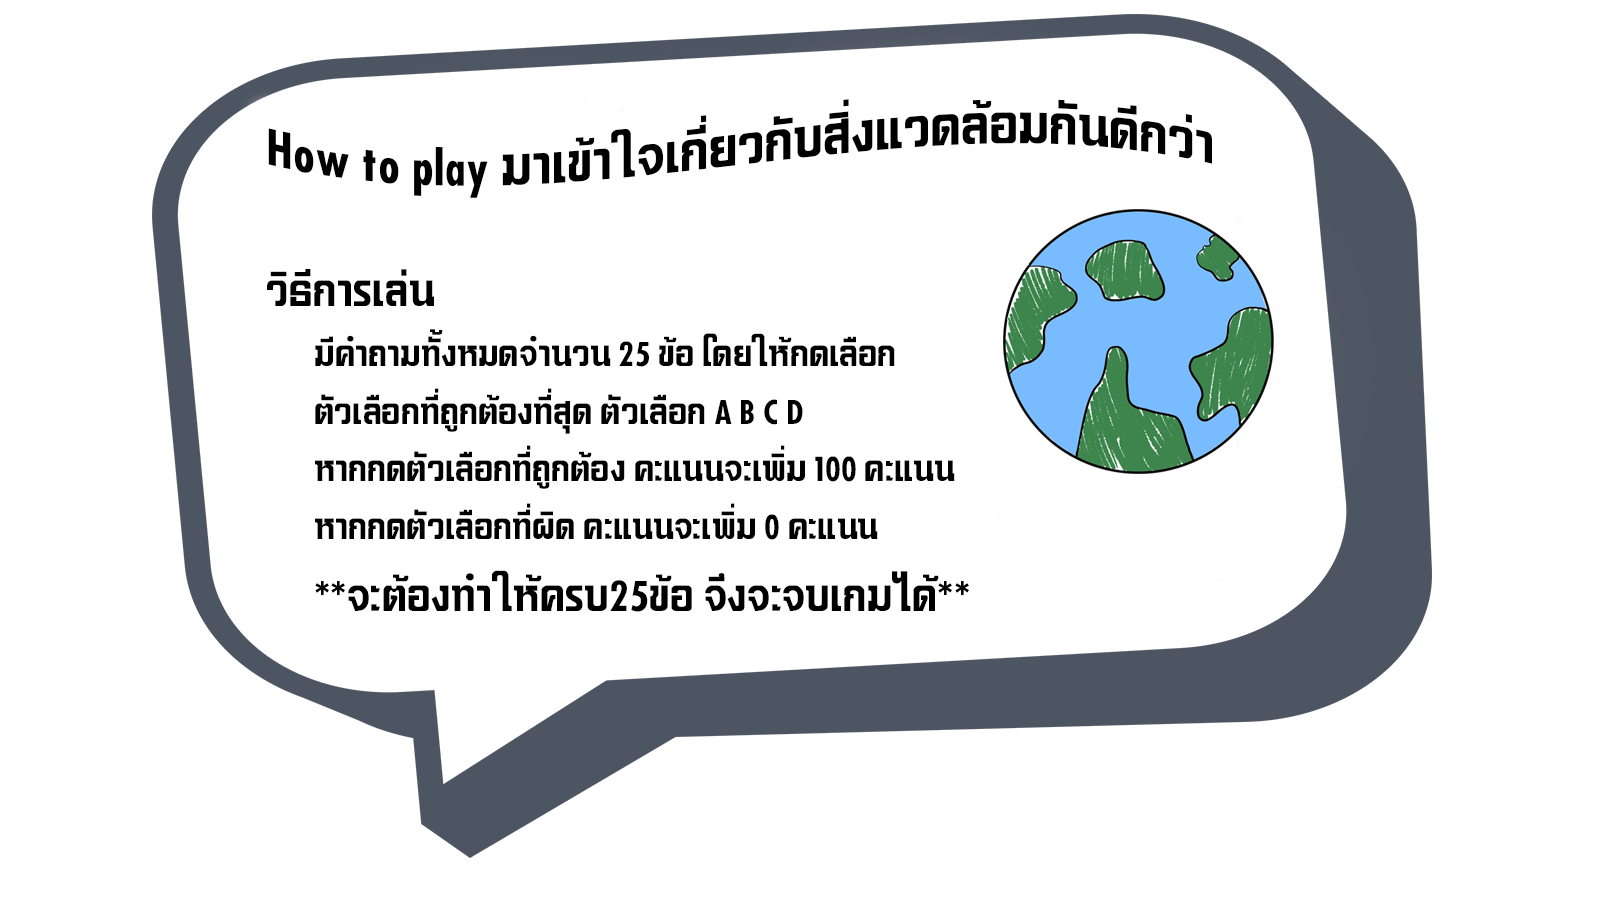 How to play มาเข้าใจเกี่ยวกับสิ่งแวดล้อมกันดีกว่า
วิธีการเล่น
มีคำถามทั้งหมดจำนวน 25 ข้อ โดยให้กดเลือก
ตัวเลือกที่ถูกต้องที่สุด ตัวเลือก A B C D
หากกดตัวเลือกที่ถูกต้อง คะแนนจะเพิ่ม 100 คะแนน
หากกดตัวเลือกที่ผิด คะแนนจะเพิ่ม 0 คะแนน
**จะต้องทำให้ครบ25ข้อ จึงจะจบเกมได้**